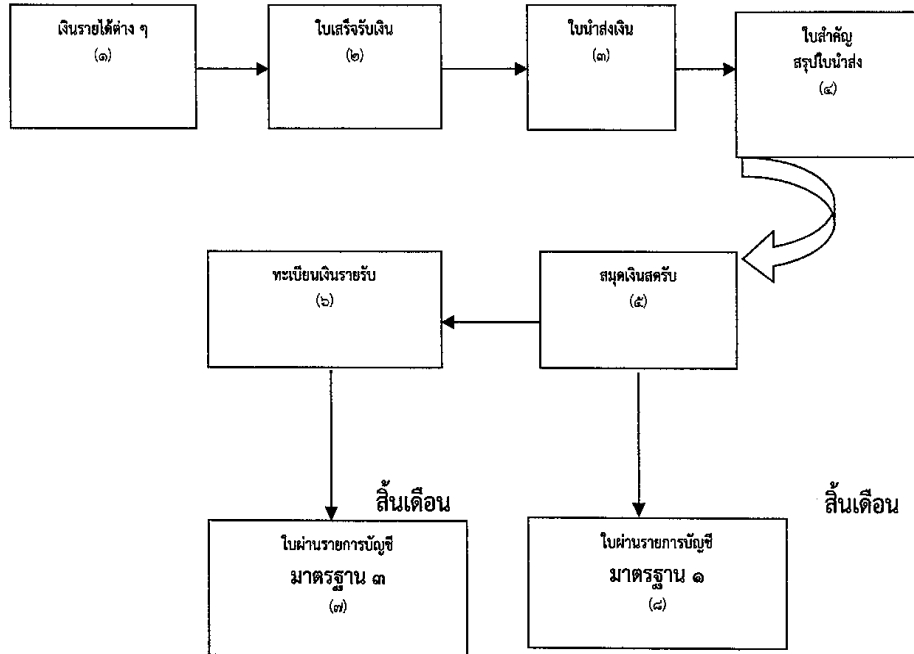 เงินรายได้ต่าง ๆ
(๑)
ใบเสร็จรับเงิน
(๒)
ใบนำส่งเงิน
(๓)
ใบสำคัญ
สรุปใบนำส่ง
(๔)
ทะเบียนเงินรายรับ
(๖)
สมุดเงินสดรับ
(๕)
สิ้นเดือน
สิ้นเดือน
ใบผ่านรายการบัญชี
มาตรฐาน ๓
(๗)
ใบผ่านรายการบัญชี
มาตรฐาน ๑
(๘)